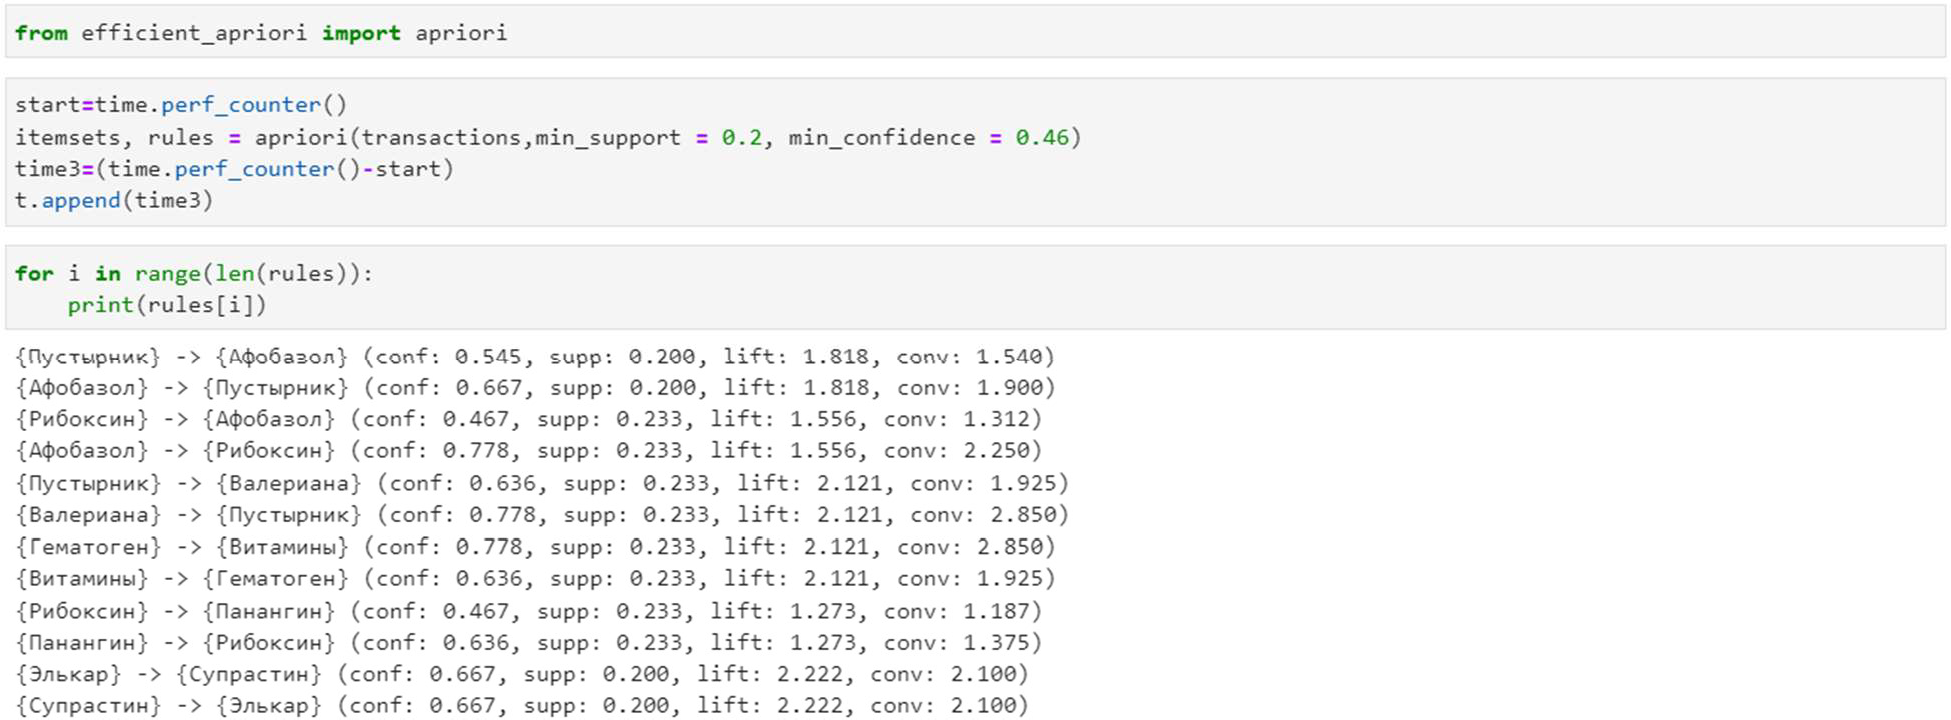 from efficient_apriori import apriori
start=time.perf_counter()
itemsets, rules = apriori(transactions,min_support = 0.2, min_confidence = 0.46)
time3=(time.perf_counter()-start)
t.append(time3)
for i in range(len(rules)):
    print(rules[i])
{Пустырник} -> {Афобазол} (conf: 0.545, supp: 0.200, lift: 1.818, conv: 1.540)
{Афобазол} -> {Пустырник} (conf: 0.667, supp: 0.200, lift: 1.818, conv: 1.900)
{Рибоксин} -> {Афобазол} (conf: 0.467, supp: 0.233, lift: 1.556, conv: 1.312)
{Афобазол} -> {Рибоксин} (conf: 0.778, supp: 0.233, lift: 1.556, conv: 2.250)
{Пустырник} -> {Валериана} (conf: 0.636, supp: 0.233, lift: 2.121, conv: 1.925)
{Валериана} -> {Пустырник} (conf: 0.778, supp: 0.233, lift: 2.121, conv: 2.850)
{Гематоген} -> {Витамины} (conf: 0.778, supp: 0.233, lift: 2.121, conv: 2.850)
{Витамины} -> {Гематоген} (conf: 0.636, supp: 0.233, lift: 2.121, conv: 1.925)
{Рибоксин} -> {Панангин} (conf: 0.467, supp: 0.233, lift: 1.273, conv: 1.187)
{Панангин} -> {Рибоксин} (conf: 0.636, supp: 0.233, lift: 1.273, conv: 1.375)
{Элькар} -> {Супрастин} (conf: 0.667, supp: 0.200, lift: 2.222, conv: 2.100)
{Супрастин} -> {Элькар} (conf: 0.667, supp: 0.200, lift: 2.222, conv: 2.100)